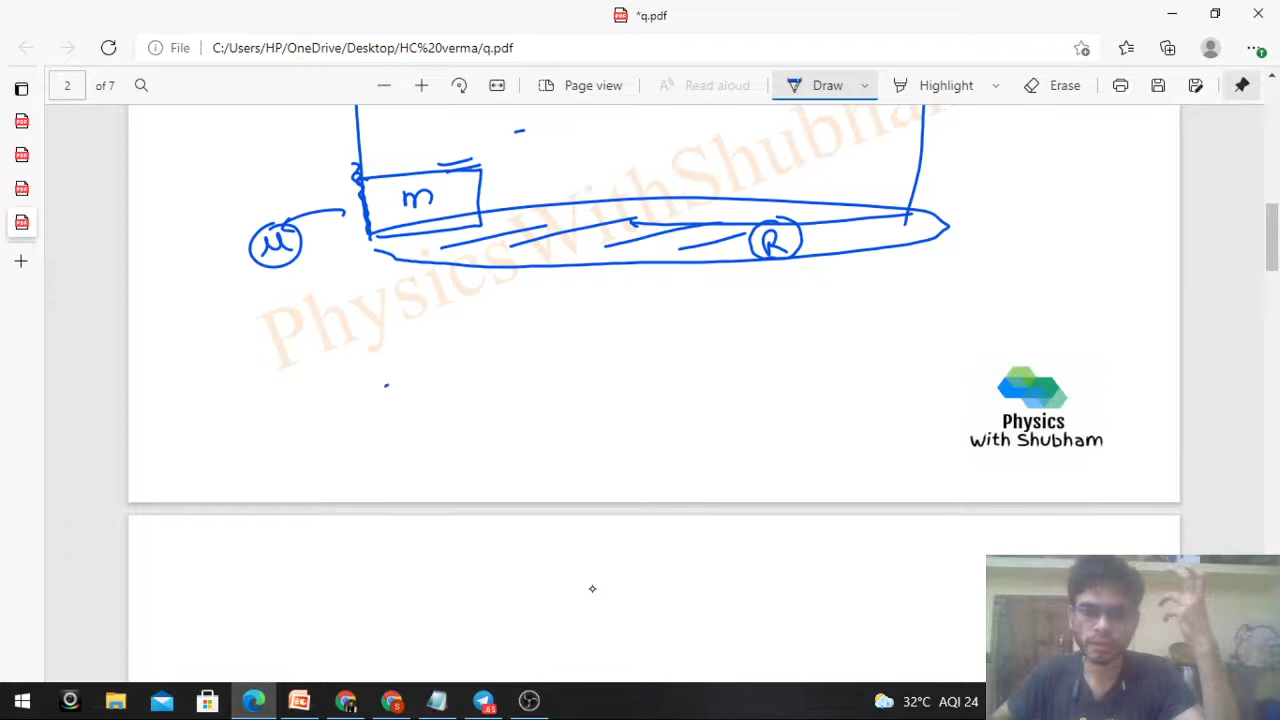 *q.pdf
File C:/Users/HP/OneDrive/Desktop/HC%20verma/q.pdf
2 of 7 Page view Read aloud Draw Highlight Erase
PhysicsWithShubham
m
μ
R
Physics
With Shubham
32°C AQI 24